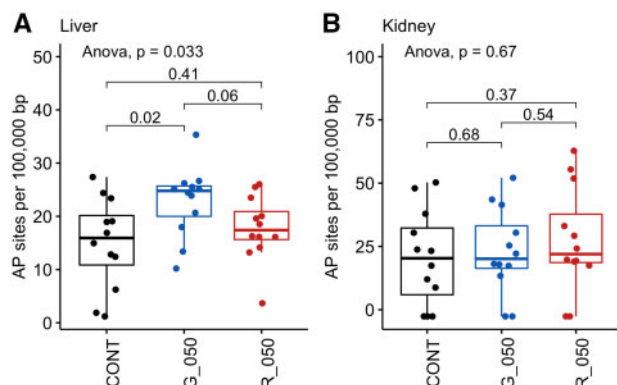 A Liver
Anova, p = 0.033
0.41
0.06
0.02
AP sites per 100,000 bp
50
40
30
20
10
0
CONT
G_050
R_050
B Kidney
Anova, p = 0.67
0.37
0.54
0.68
AP sites per 100,000 bp
100
75
50
25
0
CONT
G_050
R_050